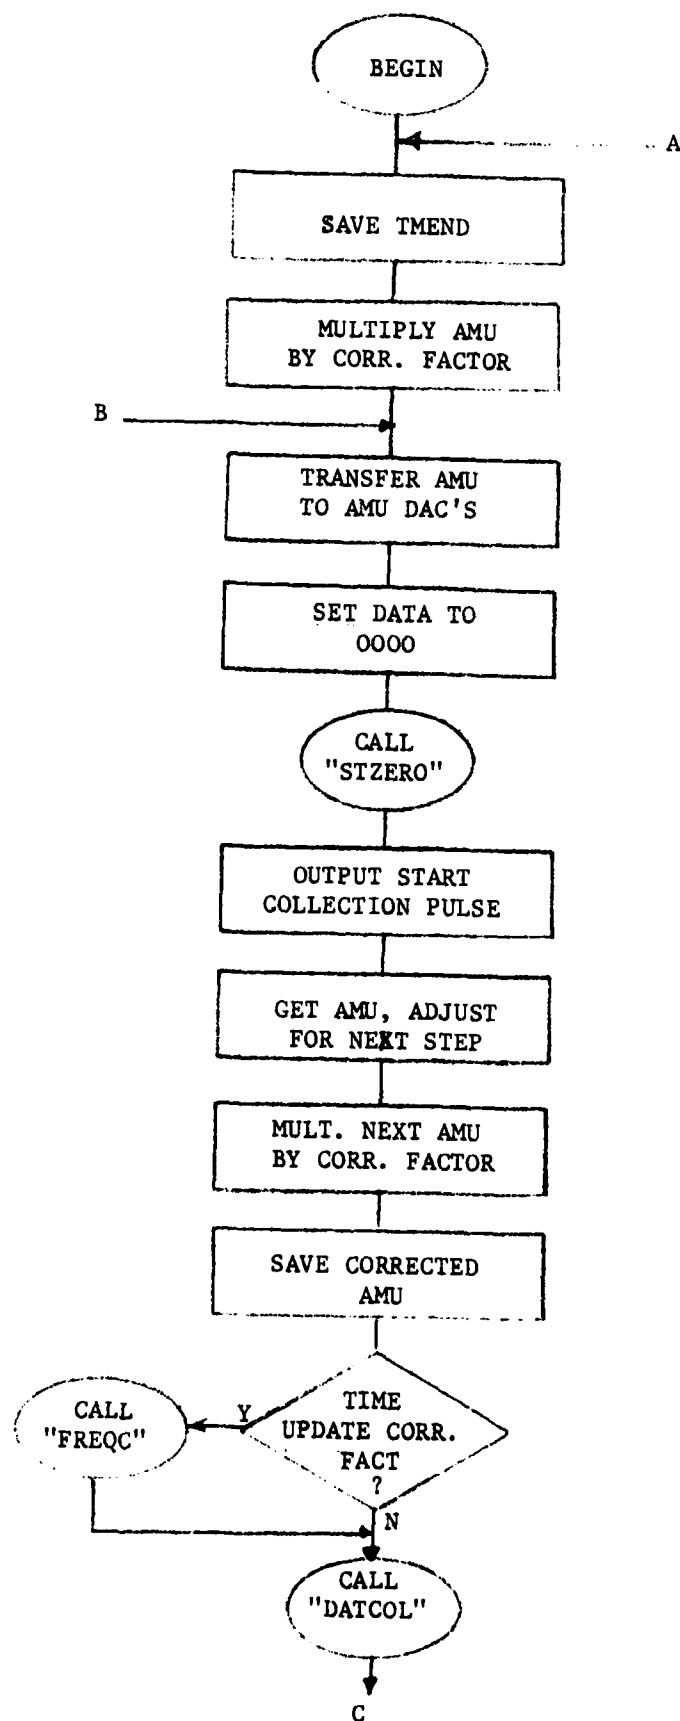 BEGIN
A
SAVE TMEND
MULTIPLY AMU
BY CORR. FACTOR
B
TRANSFER AMU
TO AMU DAC'S
SET DATA TO
0000
CALL
"STZERO"
OUTPUT START
COLLECTION PULSE
GET AMU, ADJUST
FOR NEXT STEP
MULT. NEXT AMU
BY CORR. FACTOR
SAVE CORRECTED
AMU
TIME
UPDATE CORR.
FACT
?
Y
CALL
"FREQC"
N
CALL
"DATCOL"
C